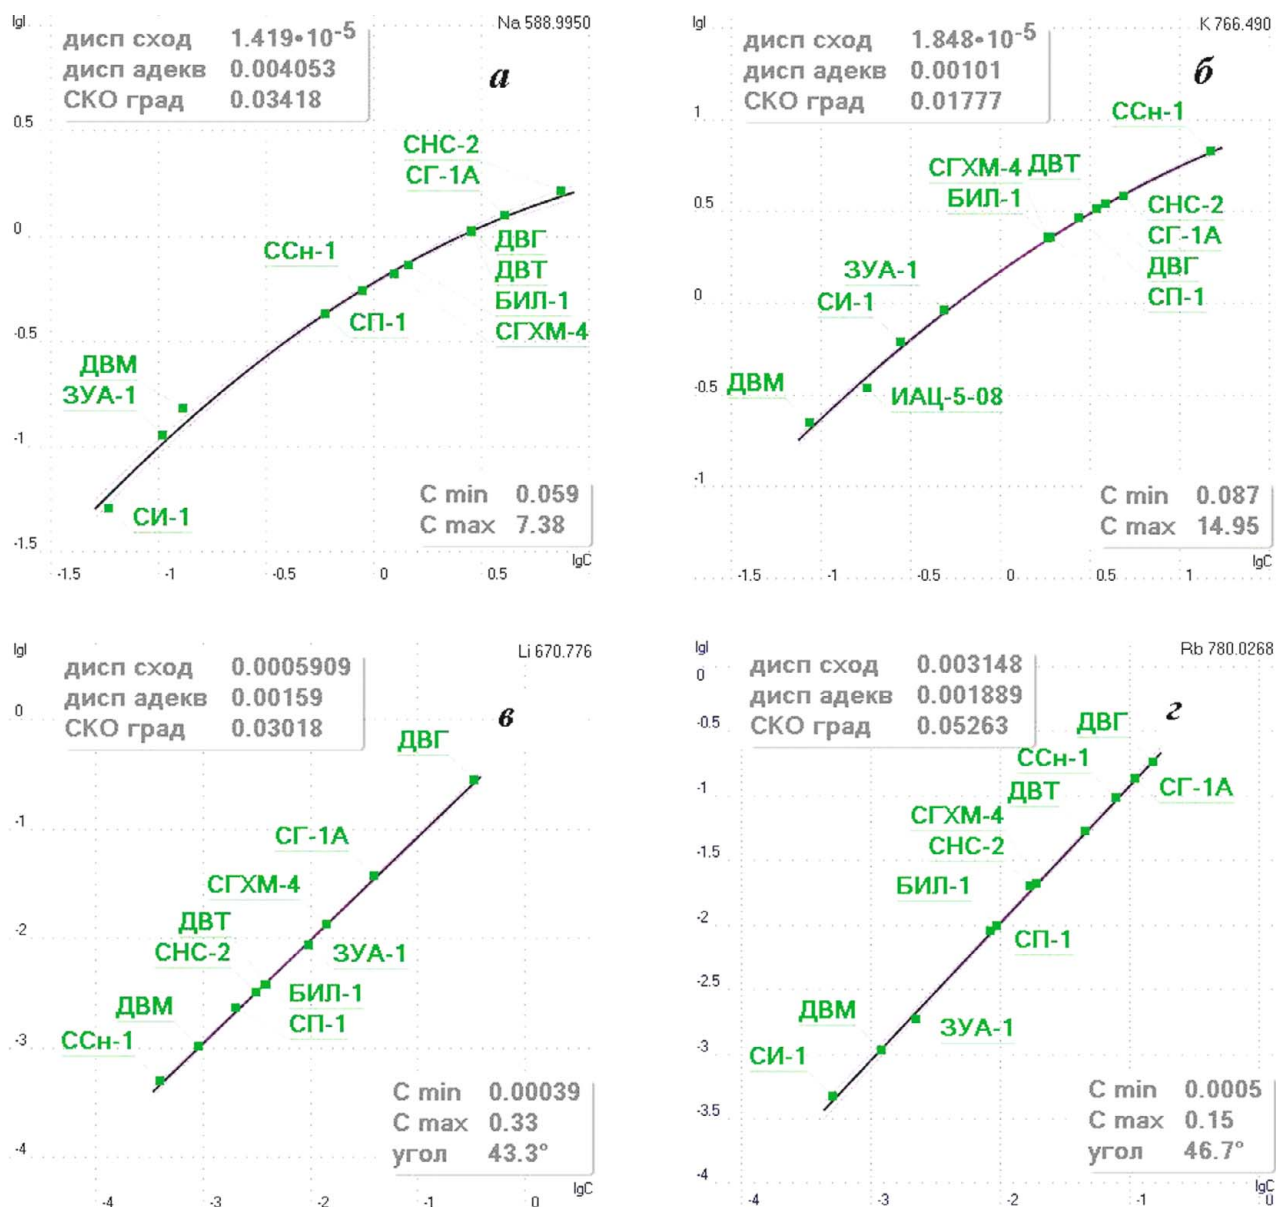 lgI
Na 588.9950
дисп сход 1.419•10-5
дисп адекв 0.004053
СКО град 0.03418
а
0.5
0
-0.5
-1
-1.5
СНС-2
СГ-1А
ССн-1
ДВГ
ДВТ
БИЛ-1
СГХМ-4
СП-1
ДВМ
ЗУА-1
СИ-1
C min 0.059
C max 7.38
lgC
-1.5 -1 -0.5 0 0.5
lgI
K 766.490
дисп сход 1.848•10-5
дисп адекв 0.00101
СКО град 0.01777
б
1
0.5
0
-0.5
-1
ССн-1
СГХМ-4 ДВТ
БИЛ-1
СНС-2
СГ-1А
ДВГ
СП-1
ЗУА-1
СИ-1
ДВМ
ИАЦ-5-08
C min 0.087
C max 14.95
lgC
-1.5 -1 -0.5 0 0.5 1
lgI
Li 670.776
дисп сход 0.0005909
дисп адекв 0.00159
СКО град 0.03018
в
0
-1
-2
-3
-4
ДВГ
СГ-1А
СГХМ-4
ДВТ
СНС-2
ЗУА-1
БИЛ-1
СП-1
ДВМ
ССн-1
C min 0.00039
C max 0.33
угол 43.3°
lgC
-4 -3 -2 -1 0
lgI
Rb 780.0268
дисп сход 0.003148
дисп адекв 0.001889
СКО град 0.05263
г
0
-0.5
-1
-1.5
-2
-2.5
-3
-3.5
-4
ДВГ
ССн-1
ДВТ
СГ-1А
СГХМ-4
СНС-2
БИЛ-1
СП-1
ДВМ
ЗУА-1
СИ-1
C min 0.0005
C max 0.15
угол 46.7°
lgC
-4 -3 -2 -1 0